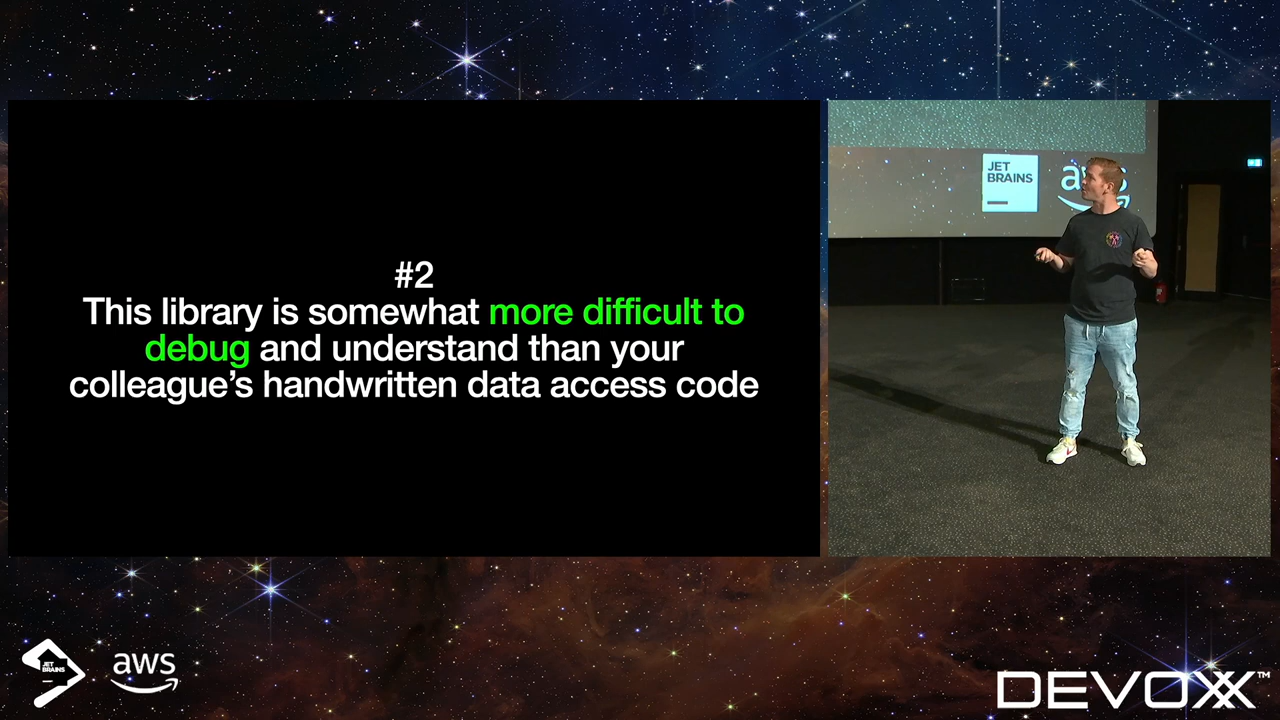 #2
This library is somewhat more difficult to
debug and understand than your
colleague's handwritten data access code
JET
BRAINS
aws
JET
BRAINS
aws
DEVOXX™